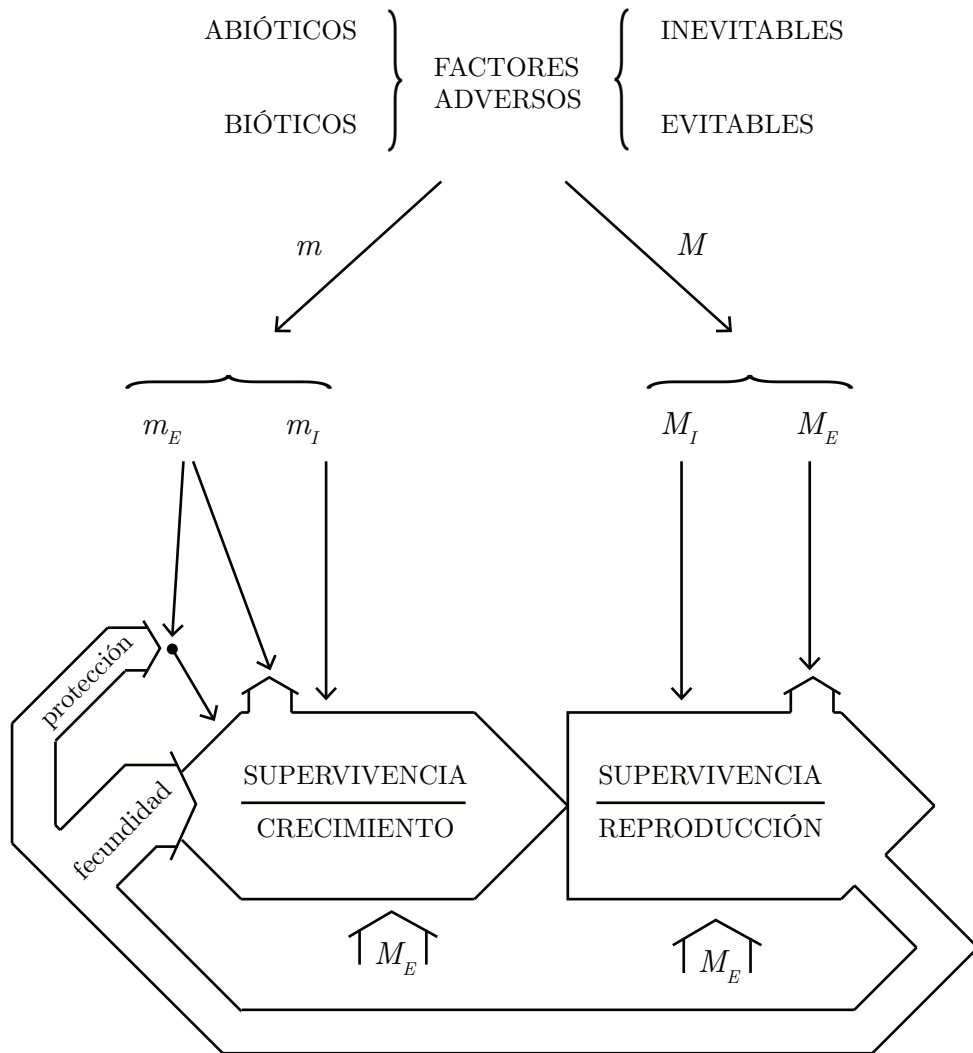 ABIÓTICOS
BIÓTICOS
FACTORES
ADVERSOS
INEVITABLES
EVITABLES
m
M
m_E
m_I
M_I
M_E
protección
fecundidad
SUPERVIVENCIA
CRECIMIENTO
SUPERVIVENCIA
REPRODUCCIÓN
M_E
M_E